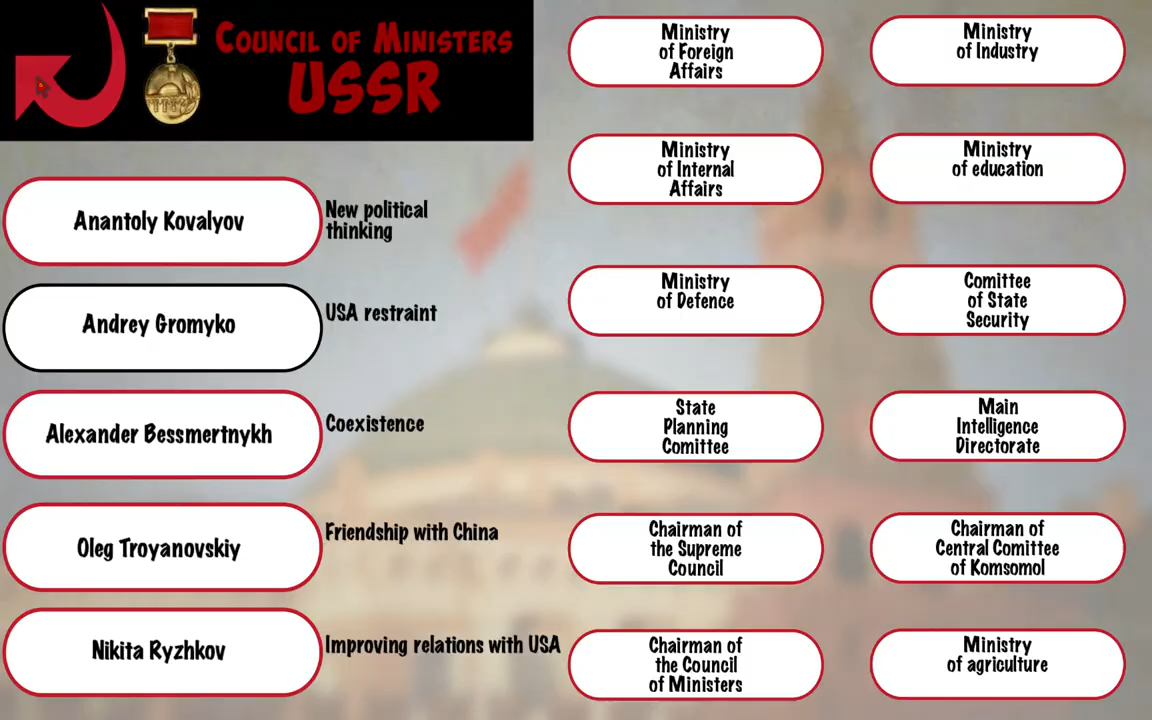 Council of Ministers
USSR
Anantoly Kovalyov
New political
thinking
Andrey Gromyko
USA restraint
Alexander Bessmertnykh
Coexistence
Oleg Troyanovskiy
Friendship with China
Nikita Ryzhkov
Improving relations with USA
Ministry
of Foreign
Affairs
Ministry
of Industry
Ministry
of Internal
Affairs
Ministry
of education
Ministry
of Defence
Comittee
of State
Security
State
Planning
Comittee
Main
Intelligence
Directorate
Chairman of
the Supreme
Council
Chairman of
Central Comittee
of Komsomol
Chairman of
the Council
of Ministers
Ministry
of agriculture